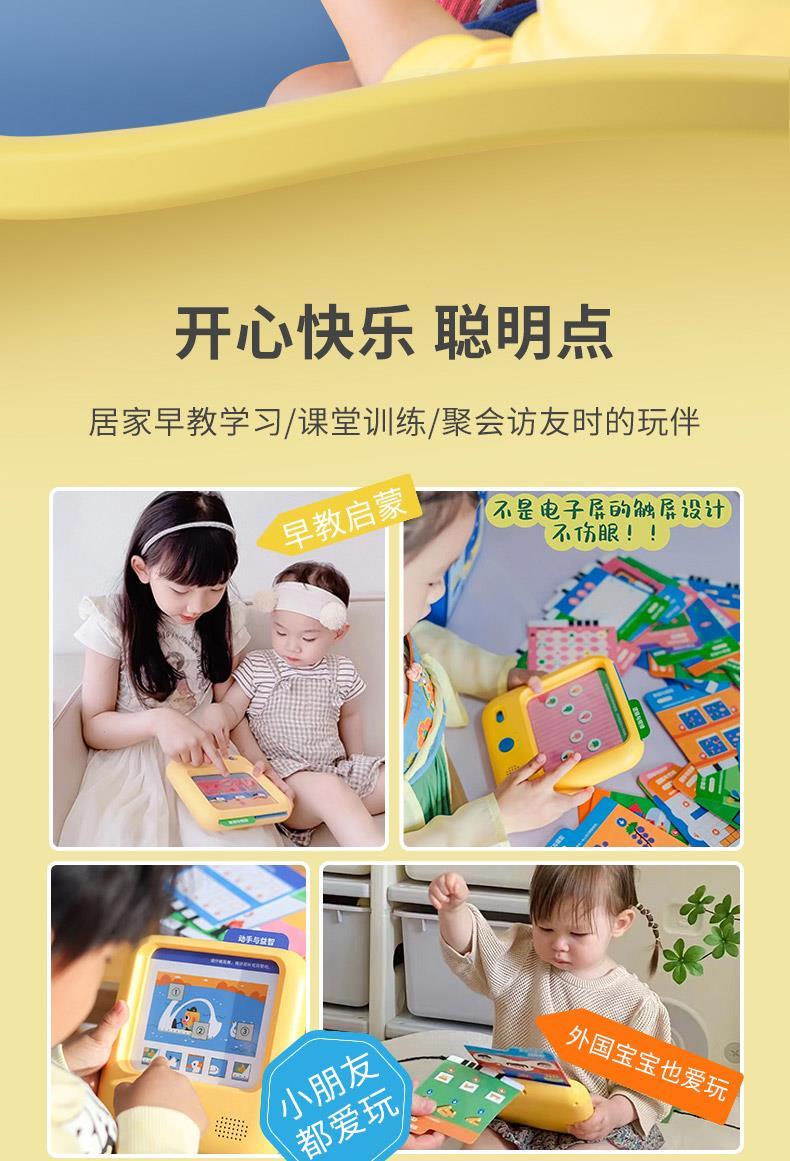 开心快乐 聪明点
居家早教学习/课堂训练/聚会访友时的玩伴
早教启蒙
不是电子屏的触屏设计
不伤眼！！
动手与益智
小朋友
都爱玩
外国宝宝也爱玩